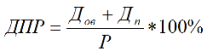 ДПР = (Д_ов + Д_п) / Р * 100%